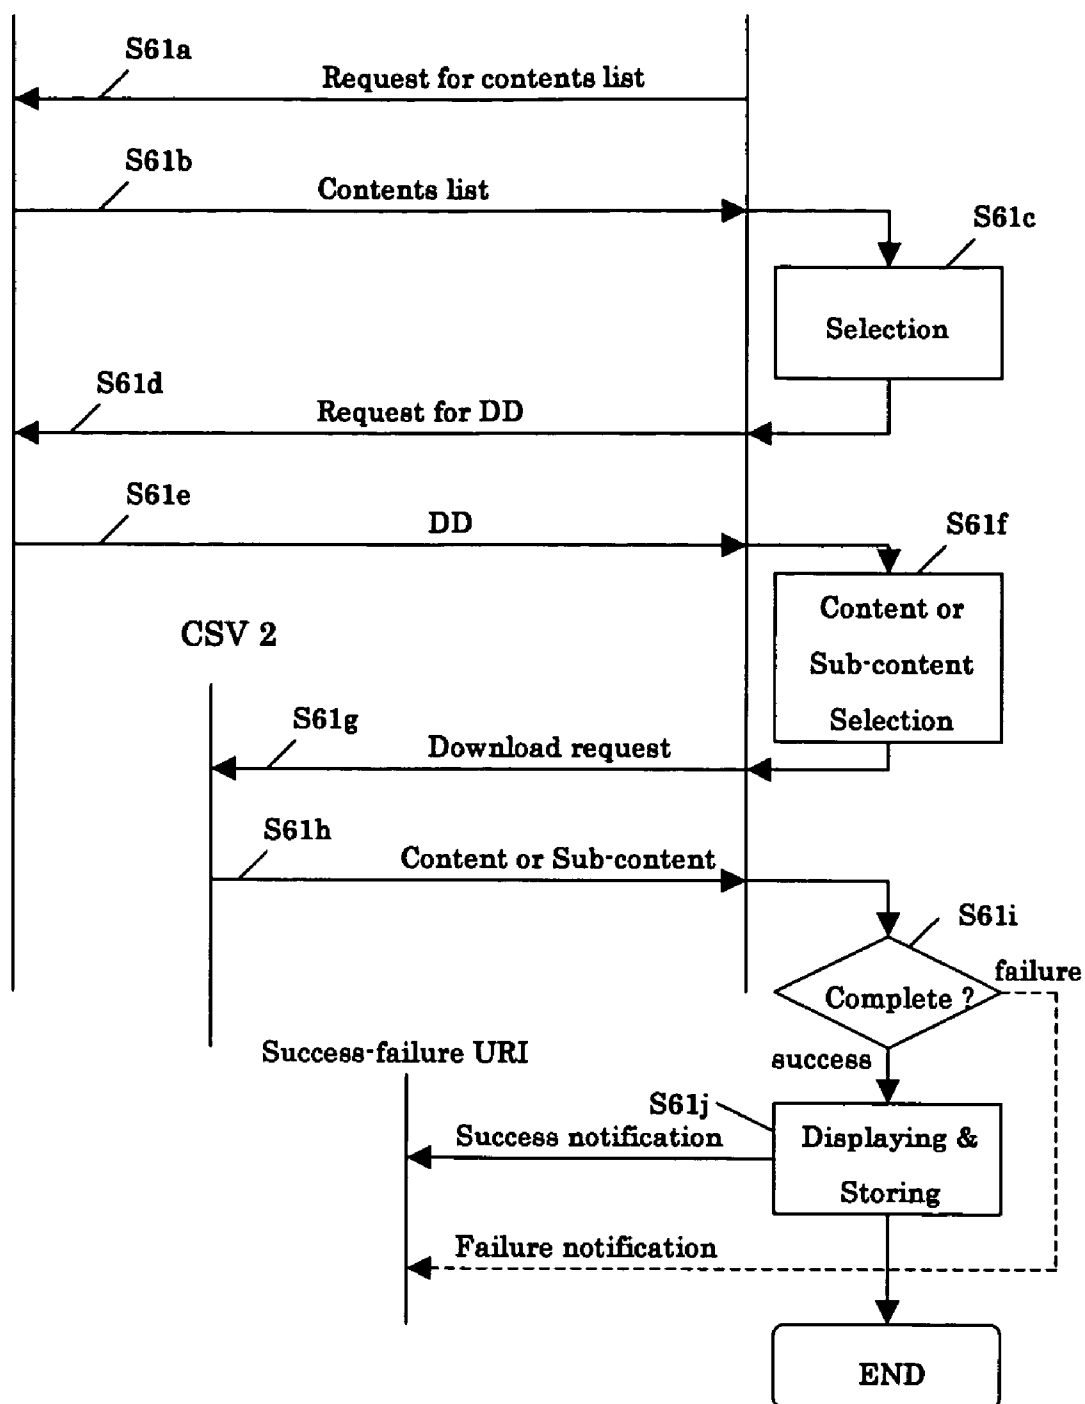 S61a
Request for contents list
S61b
Contents list
S61c
Selection
S61d
Request for DD
S61e
DD
S61f
Content or
Sub-content
Selection
CSV 2
S61g
Download request
S61h
Content or Sub-content
S61i
failure
Complete ?
success
Success-failure URI
S61j
Success notification
Displaying &
Storing
Failure notification
END